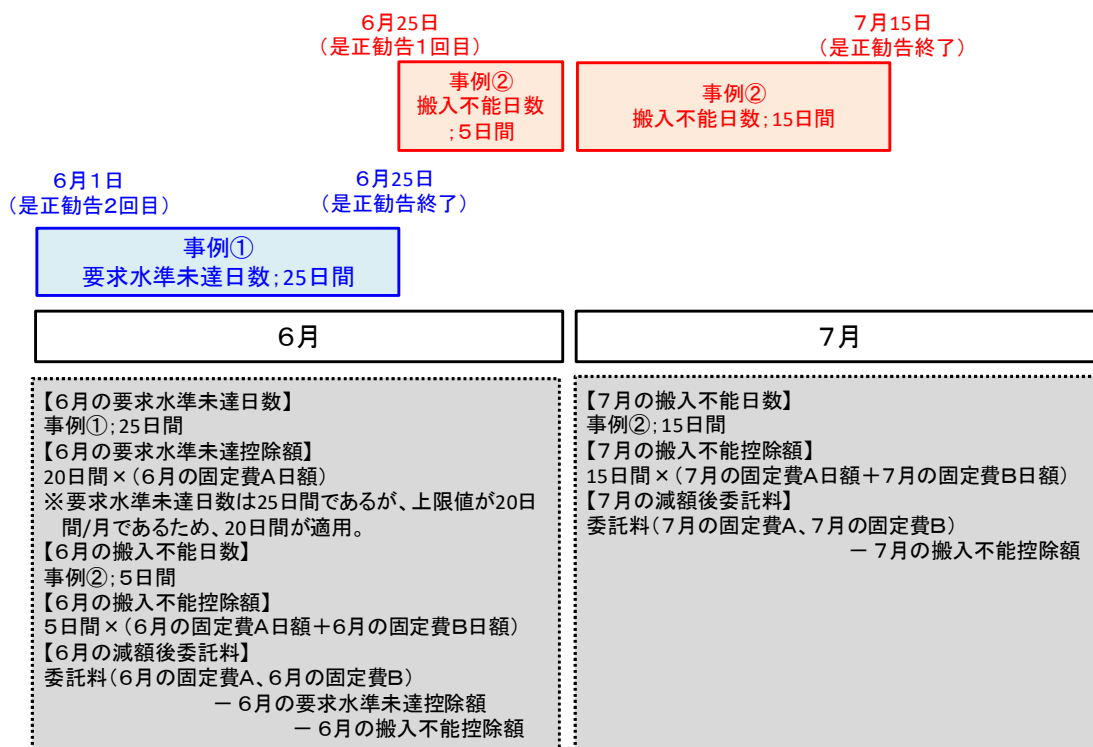 ６月25日
（是正勧告１回目）
７月15日
（是正勧告終了）
事例②
搬入不能日数
；５日間
事例②
搬入不能日数；15日間
６月１日
（是正勧告２回目）
６月25日
（是正勧告終了）
事例①
要求水準未達日数；25日間
６月
７月
【６月の要求水準未達日数】
事例①；25日間
【６月の要求水準未達控除額】
20日間×（６月の固定費Ａ日額）
※要求水準未達日数は25日間であるが、上限値が20日
間/月であるため、20日間が適用。
【６月の搬入不能日数】
事例②；５日間
【６月の搬入不能控除額】
５日間×（６月の固定費Ａ日額＋６月の固定費Ｂ日額）
【６月の減額後委託料】
委託料（６月の固定費Ａ、６月の固定費Ｂ）
－６月の要求水準未達控除額
－６月の搬入不能控除額
【７月の搬入不能日数】
事例②；15日間
【７月の搬入不能控除額】
15日間×（７月の固定費Ａ日額＋７月の固定費Ｂ日額）
【７月の減額後委託料】
委託料（７月の固定費Ａ、７月の固定費Ｂ）
－７月の搬入不能控除額